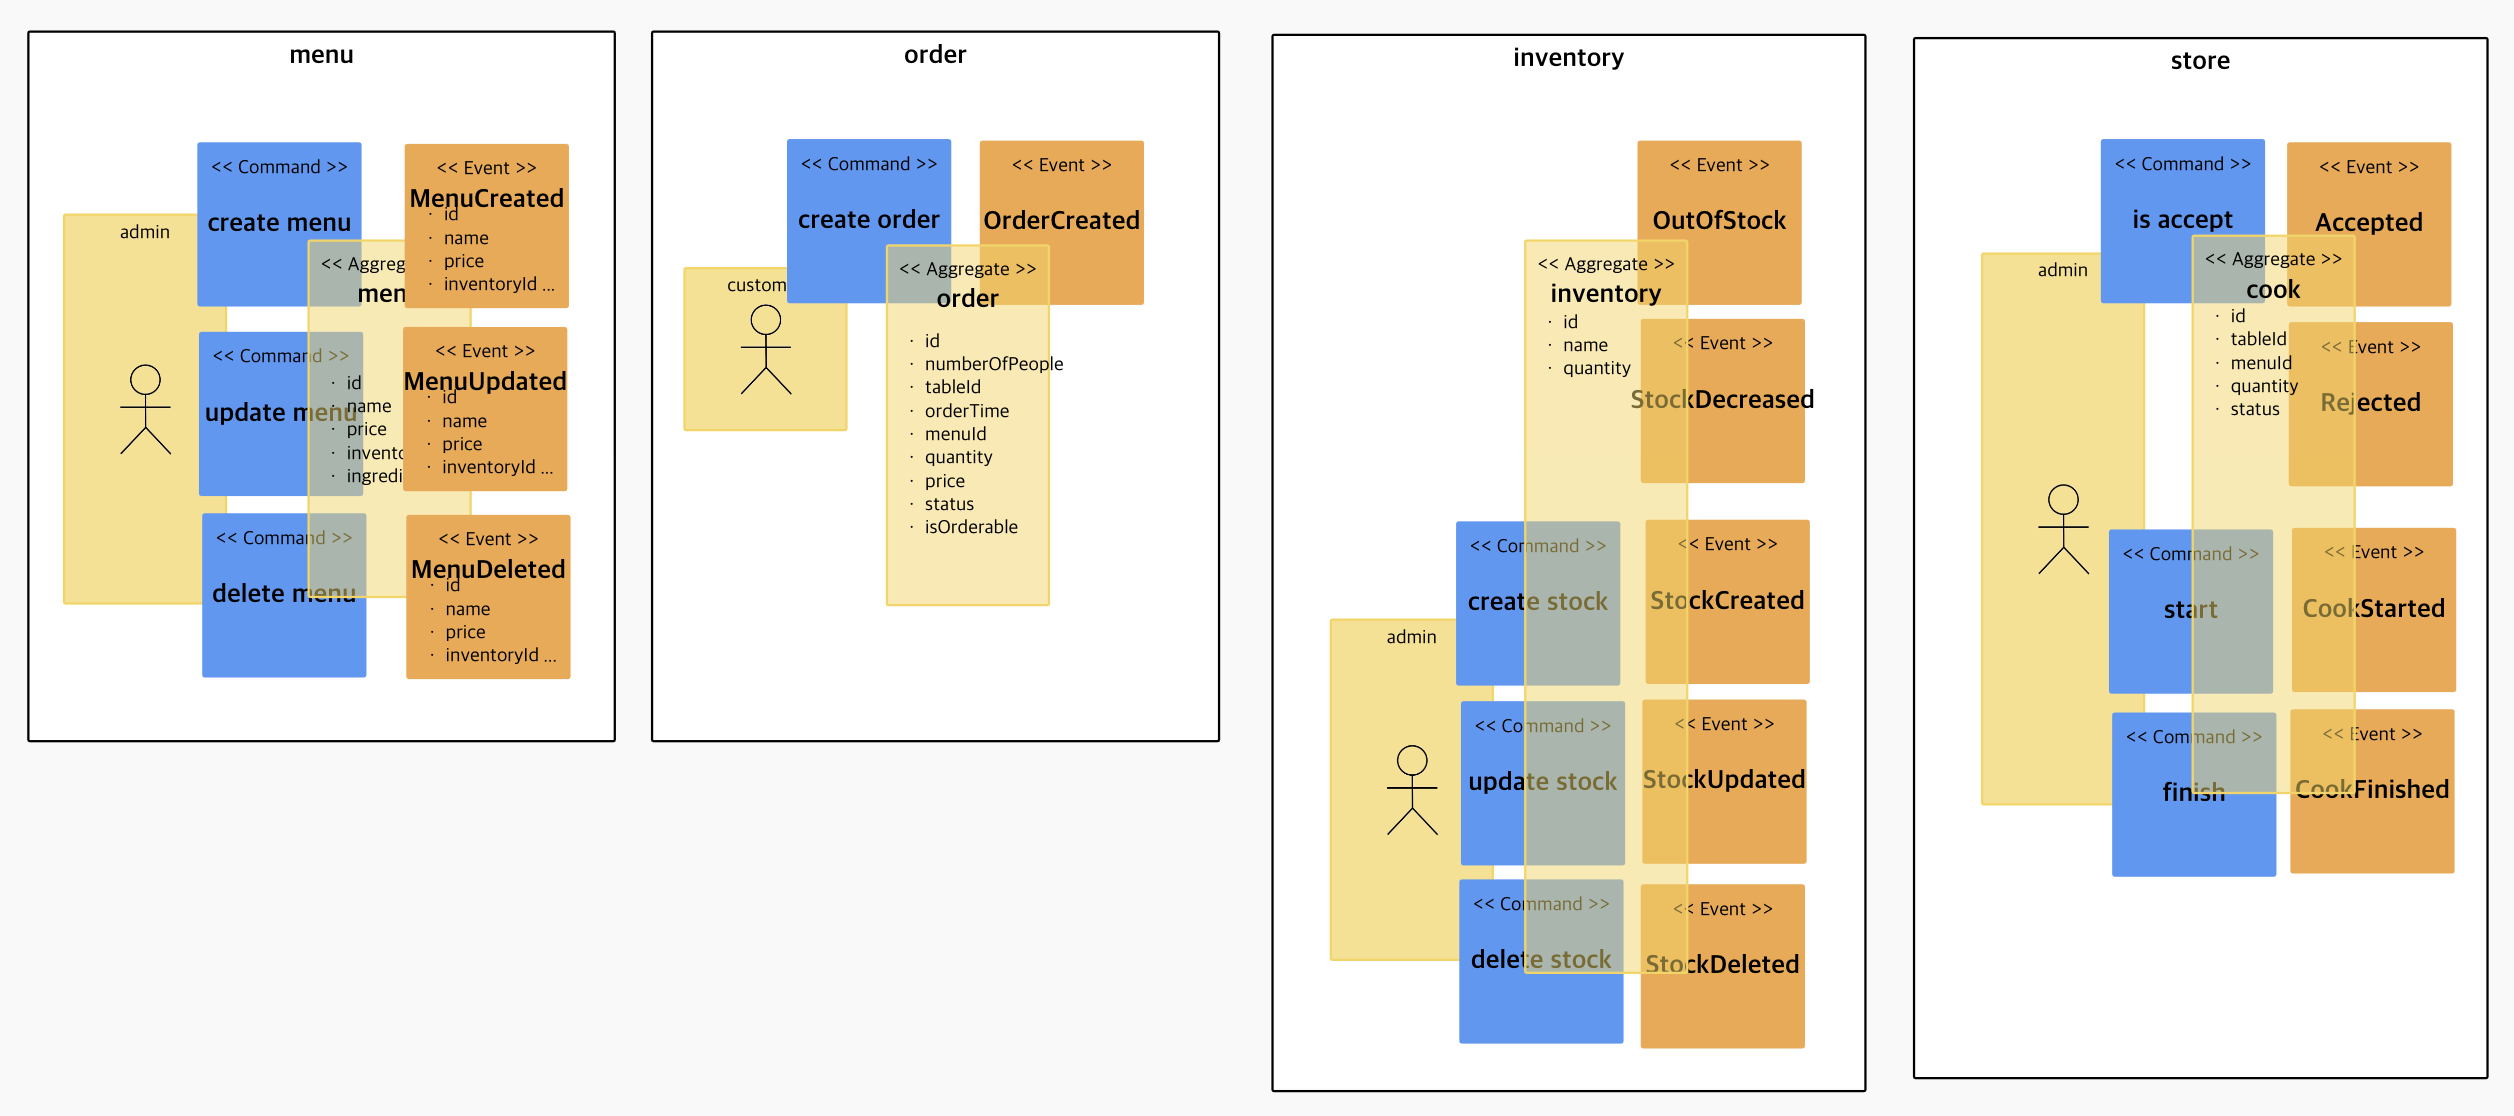 menu
admin
<< Command >>
create menu
<< Command >>
update menu
<< Command >>
delete menu
<< Aggreg
men
· id
· name
· price
· invento
· ingredi
<< Event >>
MenuCreated
· id
· name
· price
· inventoryId ...
<< Event >>
MenuUpdated
· id
· name
· price
· inventoryId ...
<< Event >>
MenuDeleted
· id
· name
· price
· inventoryId ...
order
custom
<< Command >>
create order
<< Event >>
OrderCreated
<< Aggregate >>
order
· id
· numberOfPeople
· tableId
· orderTime
· menuId
· quantity
· price
· status
· isOrderable
inventory
admin
<< Event >>
OutOfStock
<< Aggregate >>
inventory
· id
· name
· quantity
<< Event >>
StockDecreased
<< Command >>
create stock
<< Event >>
StockCreated
<< Command >>
update stock
<< Event >>
StockUpdated
<< Command >>
delete stock
<< Event >>
StockDeleted
store
admin
<< Command >>
is accept
<< Event >>
Accepted
<< Aggregate >>
cook
· id
· tableId
· menuId
· quantity
· status
<< Event >>
Rejected
<< Command >>
start
<< Event >>
CookStarted
<< Command >>
finish
<< Event >>
CookFinished